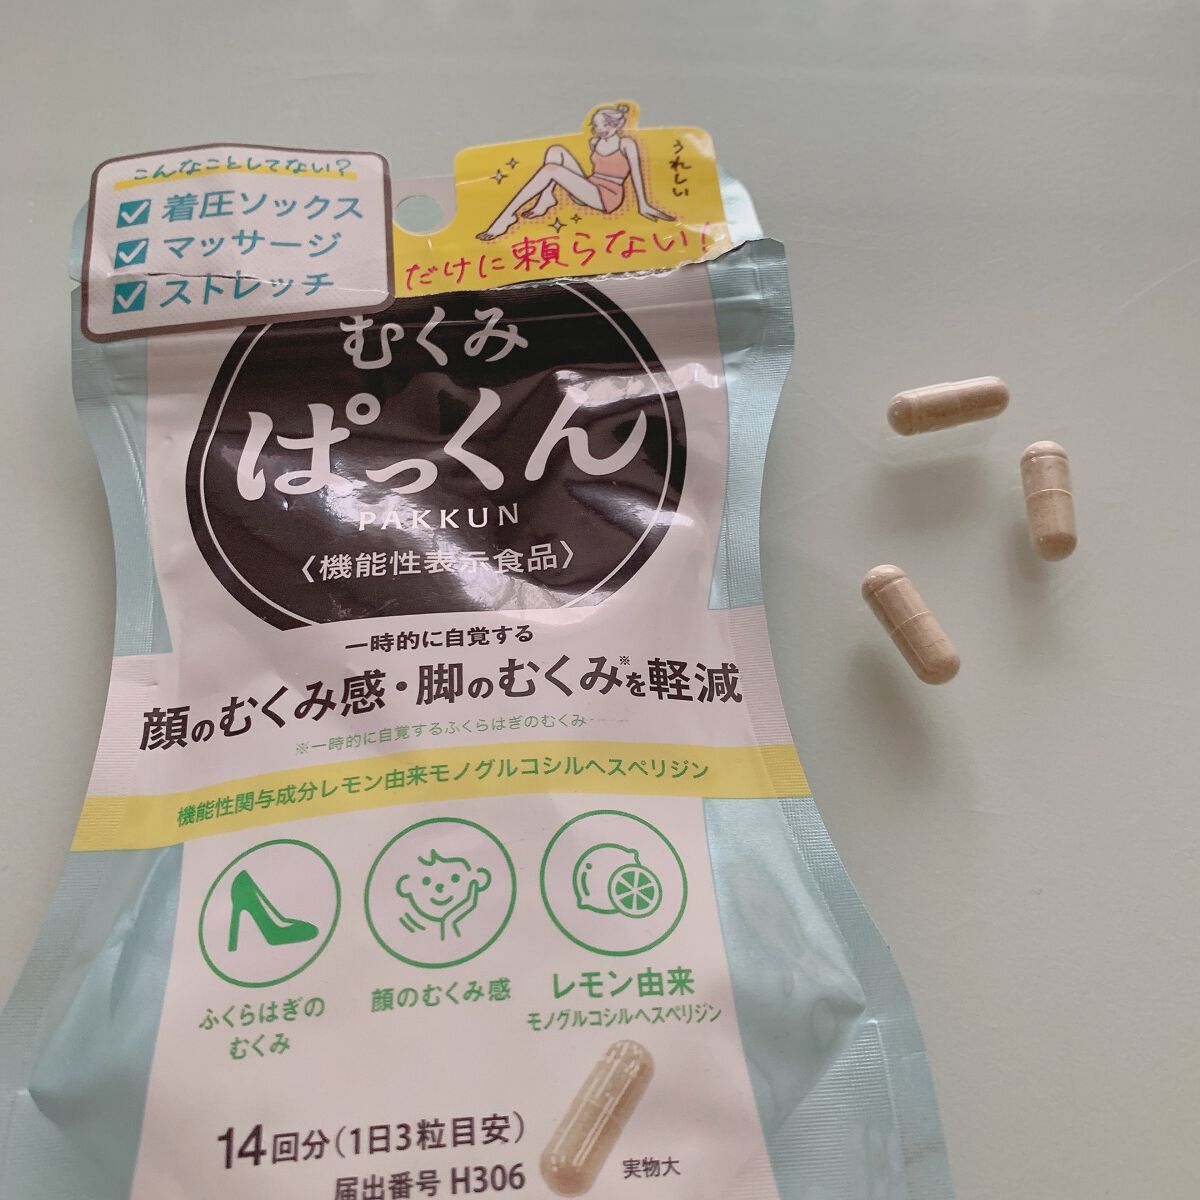 こんなことしてない?
着圧ソックス
マッサージ
ストレッチ
うれしい
だけに頼らない!
むくみ
ぱっくん
PAKKUN
〈機能性表示食品〉
一時的に自覚する
顔のむくみ感・脚のむくみ※を軽減
※一時的に自覚するふくらはぎのむくみ
機能性関与成分レモン由来モノグルコシルヘスペリジン
ふくらはぎの
むくみ
顔のむくみ感
レモン由来
モノグルコシルヘスペリジン
14回分(1日3粒目安)
届出番号 H306
実物大